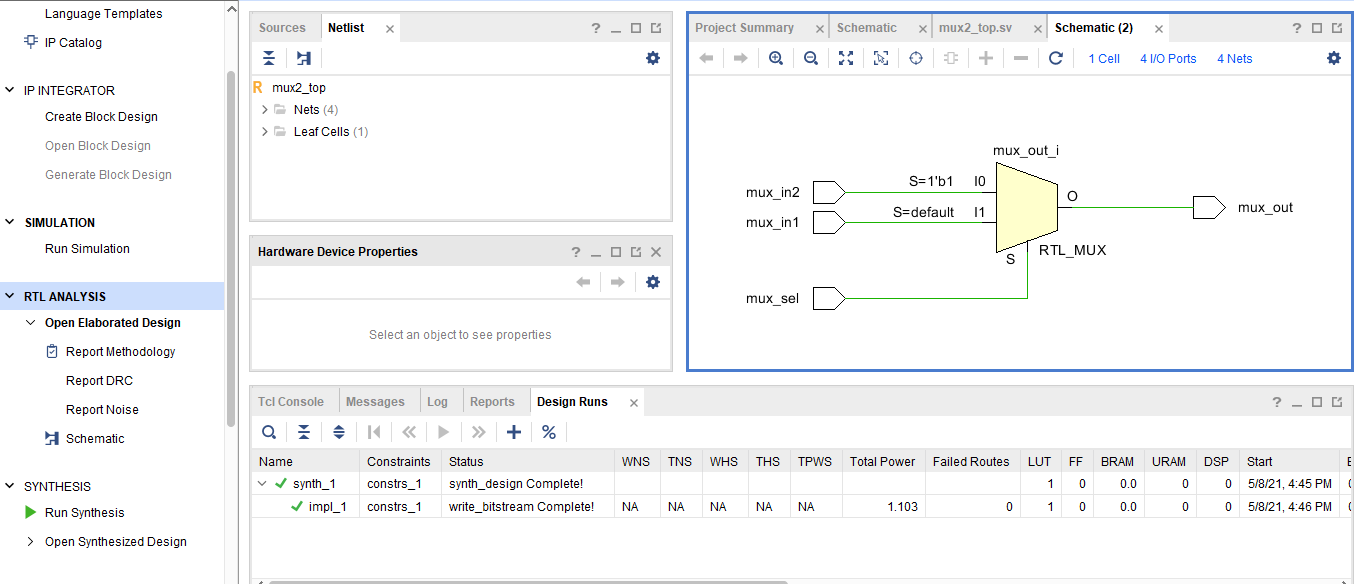 Language Templates
IP Catalog
IP INTEGRATOR
Create Block Design
Open Block Design
Generate Block Design
SIMULATION
Run Simulation
RTL ANALYSIS
Open Elaborated Design
Report Methodology
Report DRC
Report Noise
Schematic
SYNTHESIS
Run Synthesis
Open Synthesized Design
Sources Netlist
R mux2_top
Nets (4)
Leaf Cells (1)
Hardware Device Properties
Select an object to see properties
Project Summary Schematic mux2_top.sv Schematic (2)
1 Cell 4 I/O Ports 4 Nets
mux_out_i
mux_in2 S=1'b1 I0
mux_in1 S=default I1
O mux_out
S RTL_MUX
mux_sel
Tcl Console Messages Log Reports Design Runs
Name Constraints Status WNS TNS WHS THS TPWS Total Power Failed Routes LUT FF BRAM URAM DSP Start
synth_1 constrs_1 synth_design Complete! 1 0 0.0 0 0 5/8/21, 4:45 PM
impl_1 constrs_1 write_bitstream Complete! NA NA NA NA NA 1.103 0 1 0 0.0 0 0 5/8/21, 4:46 PM